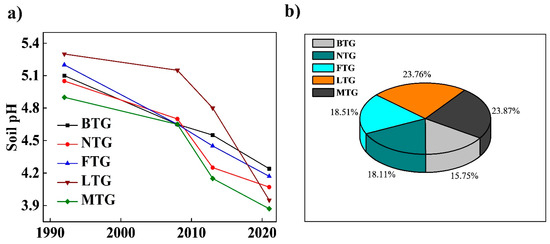 a)
Soil pH
5.4
5.1
4.8
4.5
4.2
3.9
BTG
NTG
FTG
LTG
MTG
1990 2000 2010 2020
b)
BTG
NTG
FTG
LTG
MTG
23.76%
18.51%
23.87%
18.11%
15.75%